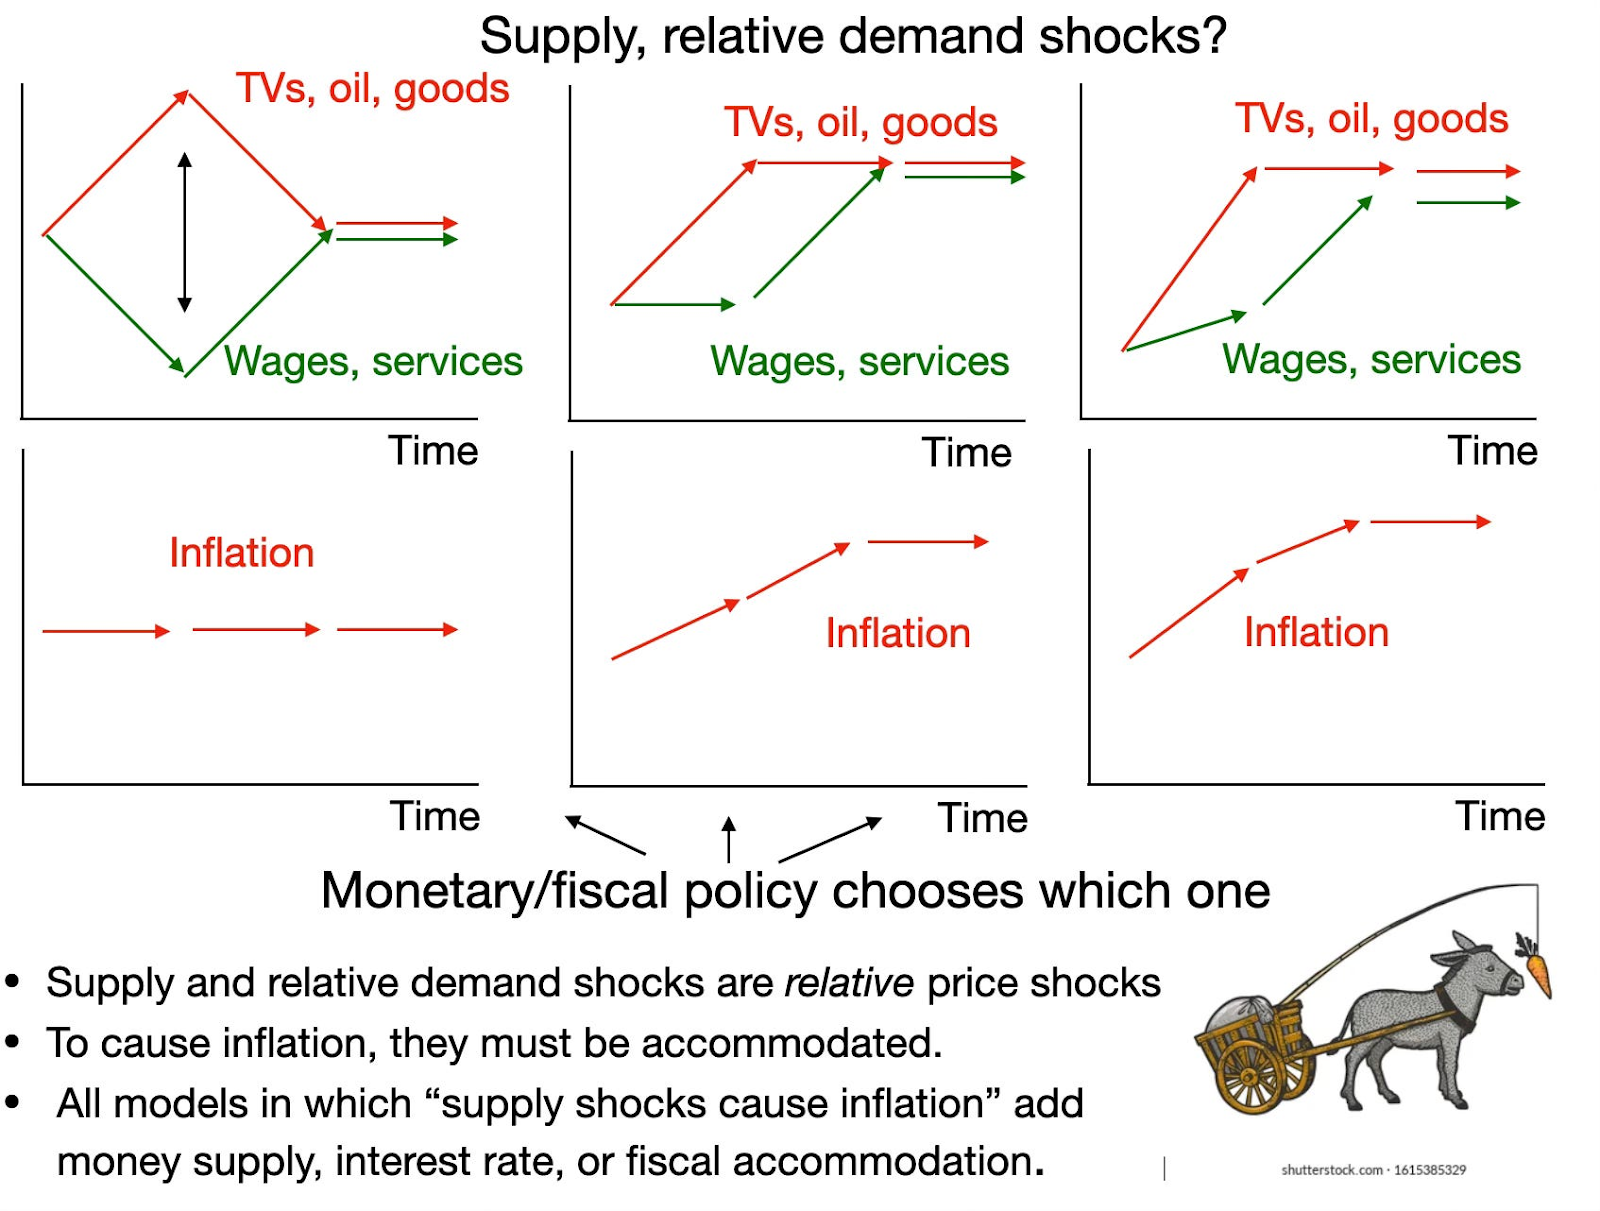 Supply, relative demand shocks?
TVs, oil, goods
Wages, services
Time
TVs, oil, goods
Wages, services
Time
TVs, oil, goods
Wages, services
Time
Inflation
Time
Inflation
Time
Inflation
Time
Monetary/fiscal policy chooses which one
• Supply and relative demand shocks are relative price shocks
• To cause inflation, they must be accommodated.
• All models in which “supply shocks cause inflation” add
money supply, interest rate, or fiscal accommodation.
shutterstock.com · 1615385329